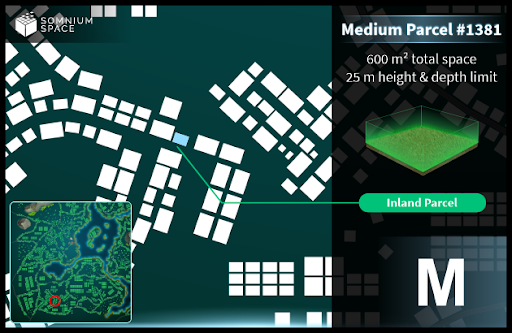 SOMNIUM
SPACE
Medium Parcel #1381
600 m² total space
25 m height & depth limit
Inland Parcel
M